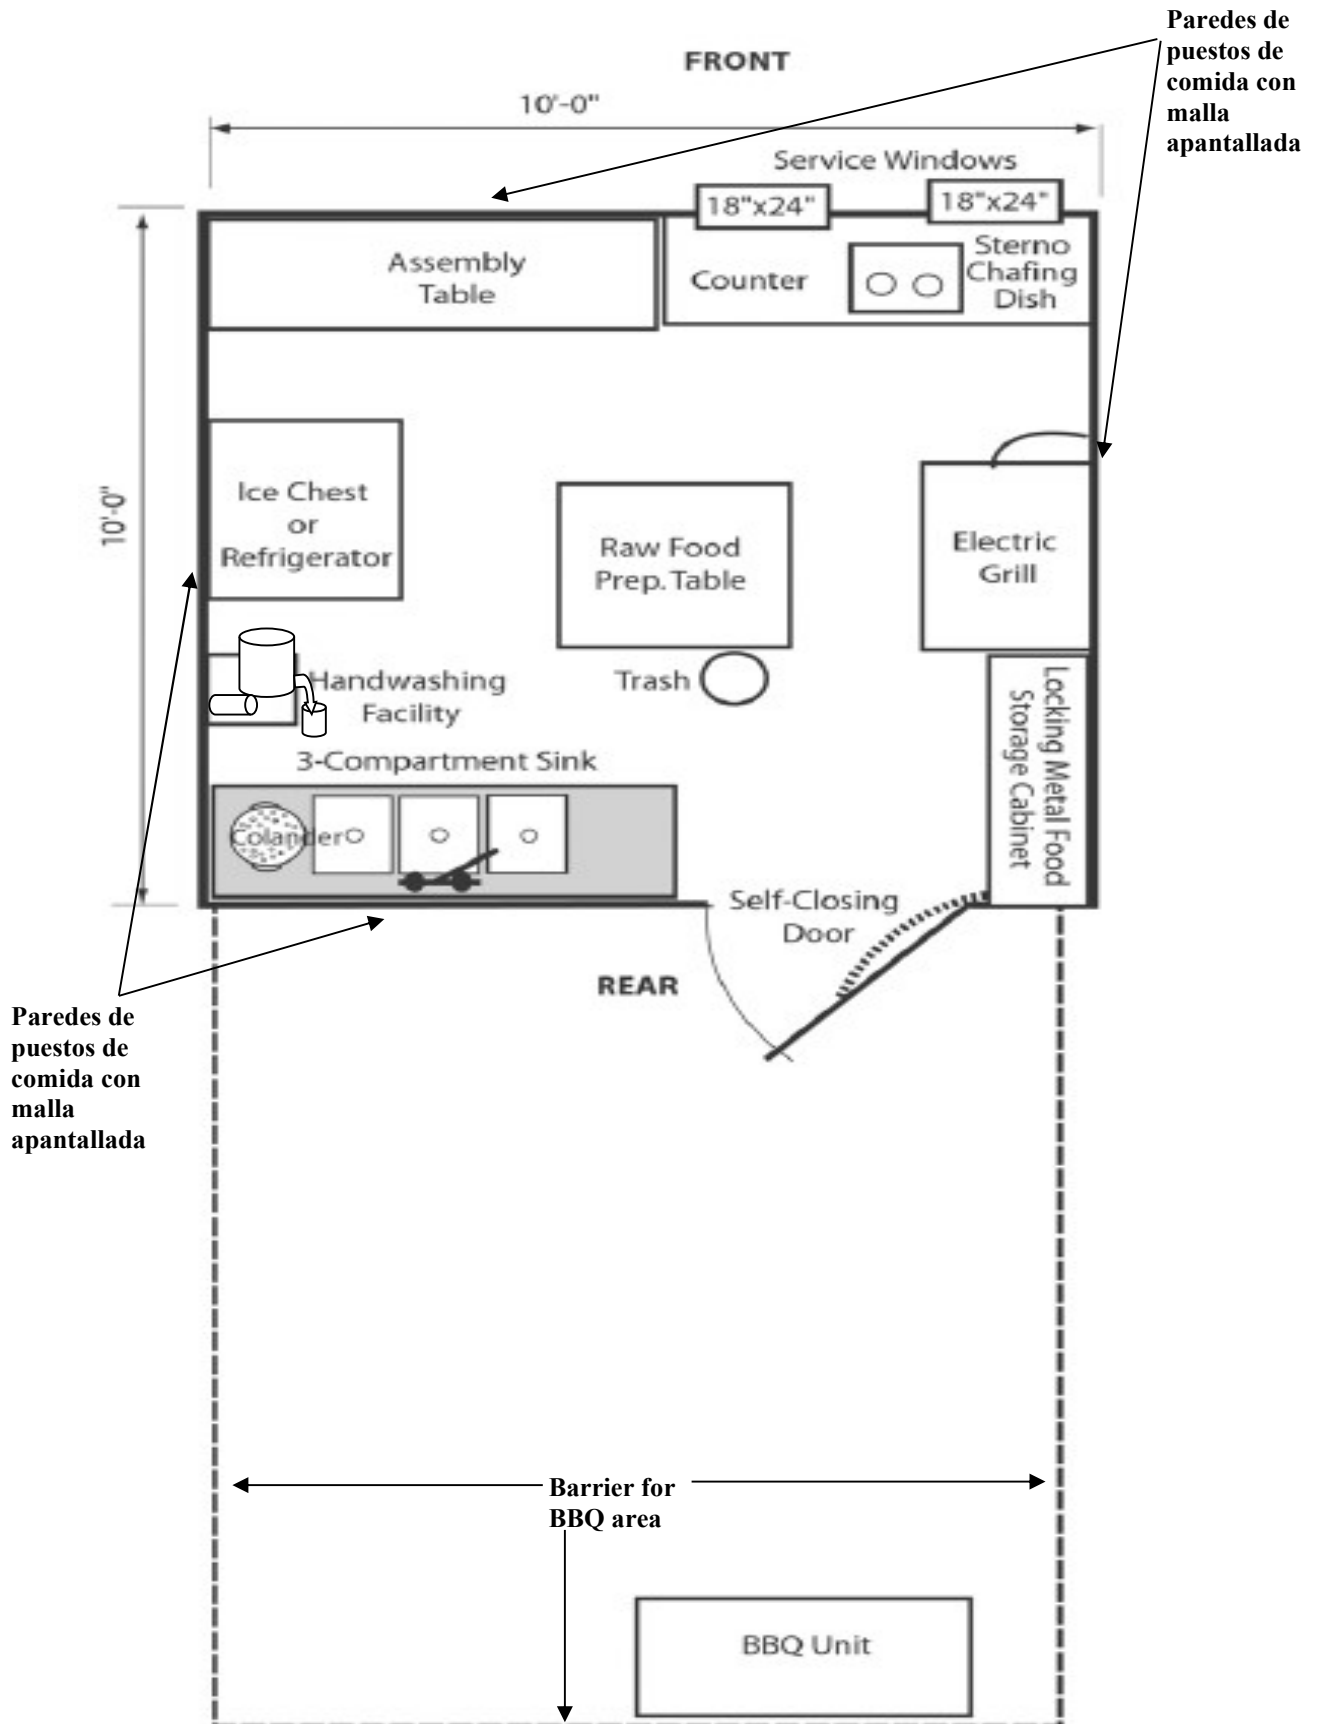 Paredes de
puestos de
comida con
malla
apantallada
FRONT
10'-0"
Service Windows
18"x24"
18"x24"
Assembly
Table
Counter
Sterno
Chafing
Dish
10'-0"
Ice Chest
or
Refrigerator
Raw Food
Prep. Table
Electric
Grill
Handwashing
Facility
Trash
Locking Metal Food
Storage Cabinet
3-Compartment Sink
Colander
Self-Closing
Door
REAR
Paredes de
puestos de
comida con
malla
apantallada
Barrier for
BBQ area
BBQ Unit